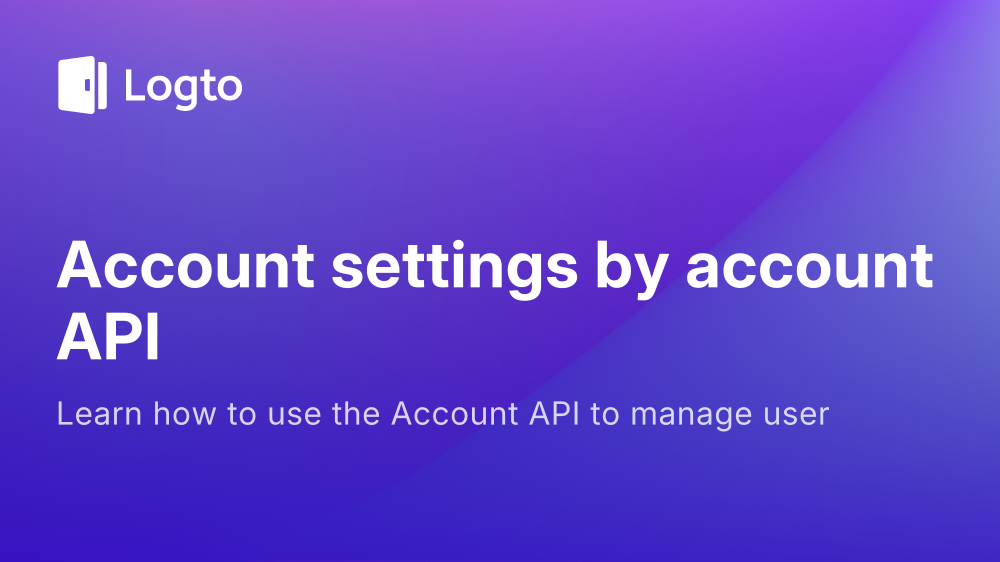 Logto
Account settings by account
API
Learn how to use the Account API to manage user